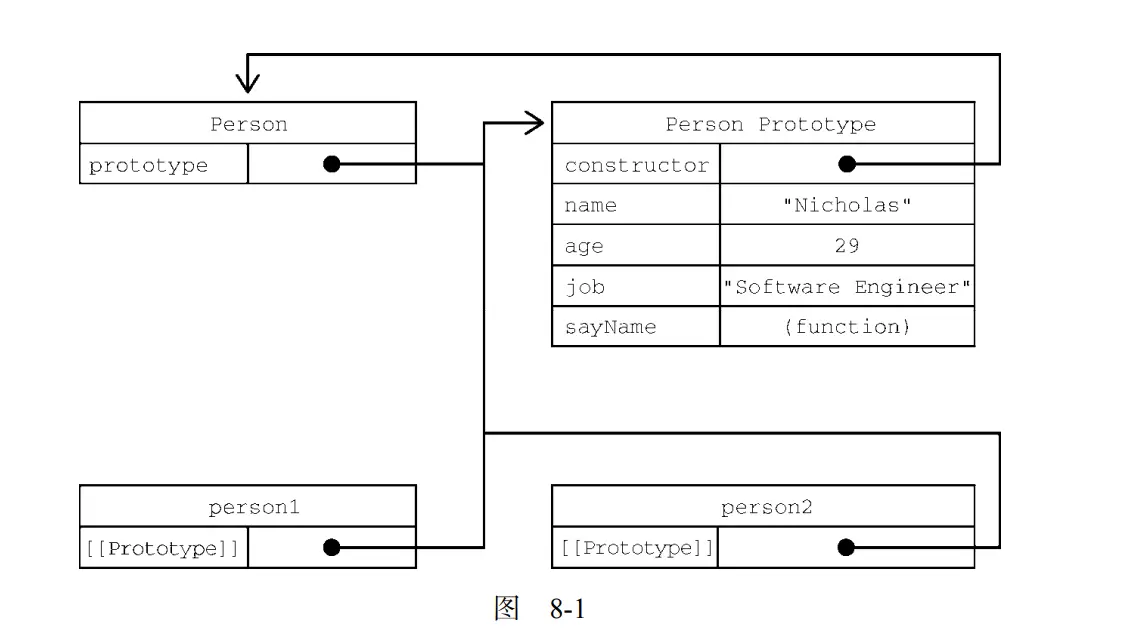 Person
prototype
Person Prototype
constructor
name "Nicholas"
age 29
job "Software Engineer"
sayName (function)
person1
[[Prototype]]
person2
[[Prototype]]
图 8-1